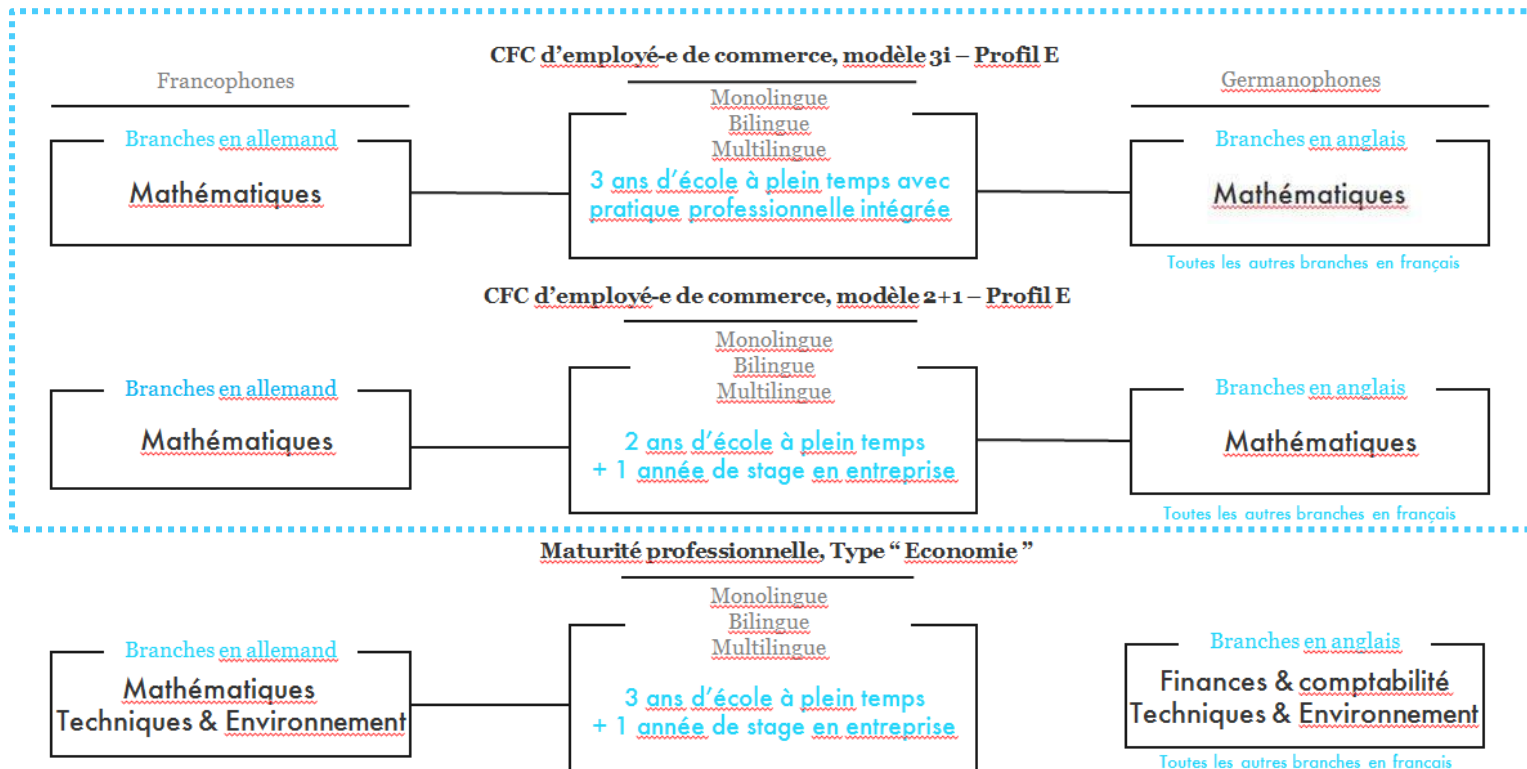 CFC d'employé-e de commerce, modèle 3i – Profil E
Francophones
Germanophones
Monolingue
Bilingue
Multilingue
Branches en allemand
Mathématiques
3 ans d'école à plein temps avec
pratique professionnelle intégrée
Branches en anglais
Mathématiques
Toutes les autres branches en français
CFC d'employé-e de commerce, modèle 2+1 – Profil E
Monolingue
Bilingue
Multilingue
Branches en allemand
Mathématiques
2 ans d'école à plein temps
+ 1 année de stage en entreprise
Branches en anglais
Mathématiques
Toutes les autres branches en français
Maturité professionnelle, Type “ Economie ”
Monolingue
Bilingue
Multilingue
Branches en allemand
Mathématiques
Techniques & Environnement
3 ans d'école à plein temps
+ 1 année de stage en entreprise
Branches en anglais
Finances & comptabilité
Techniques & Environnement
Toutes les autres branches en français